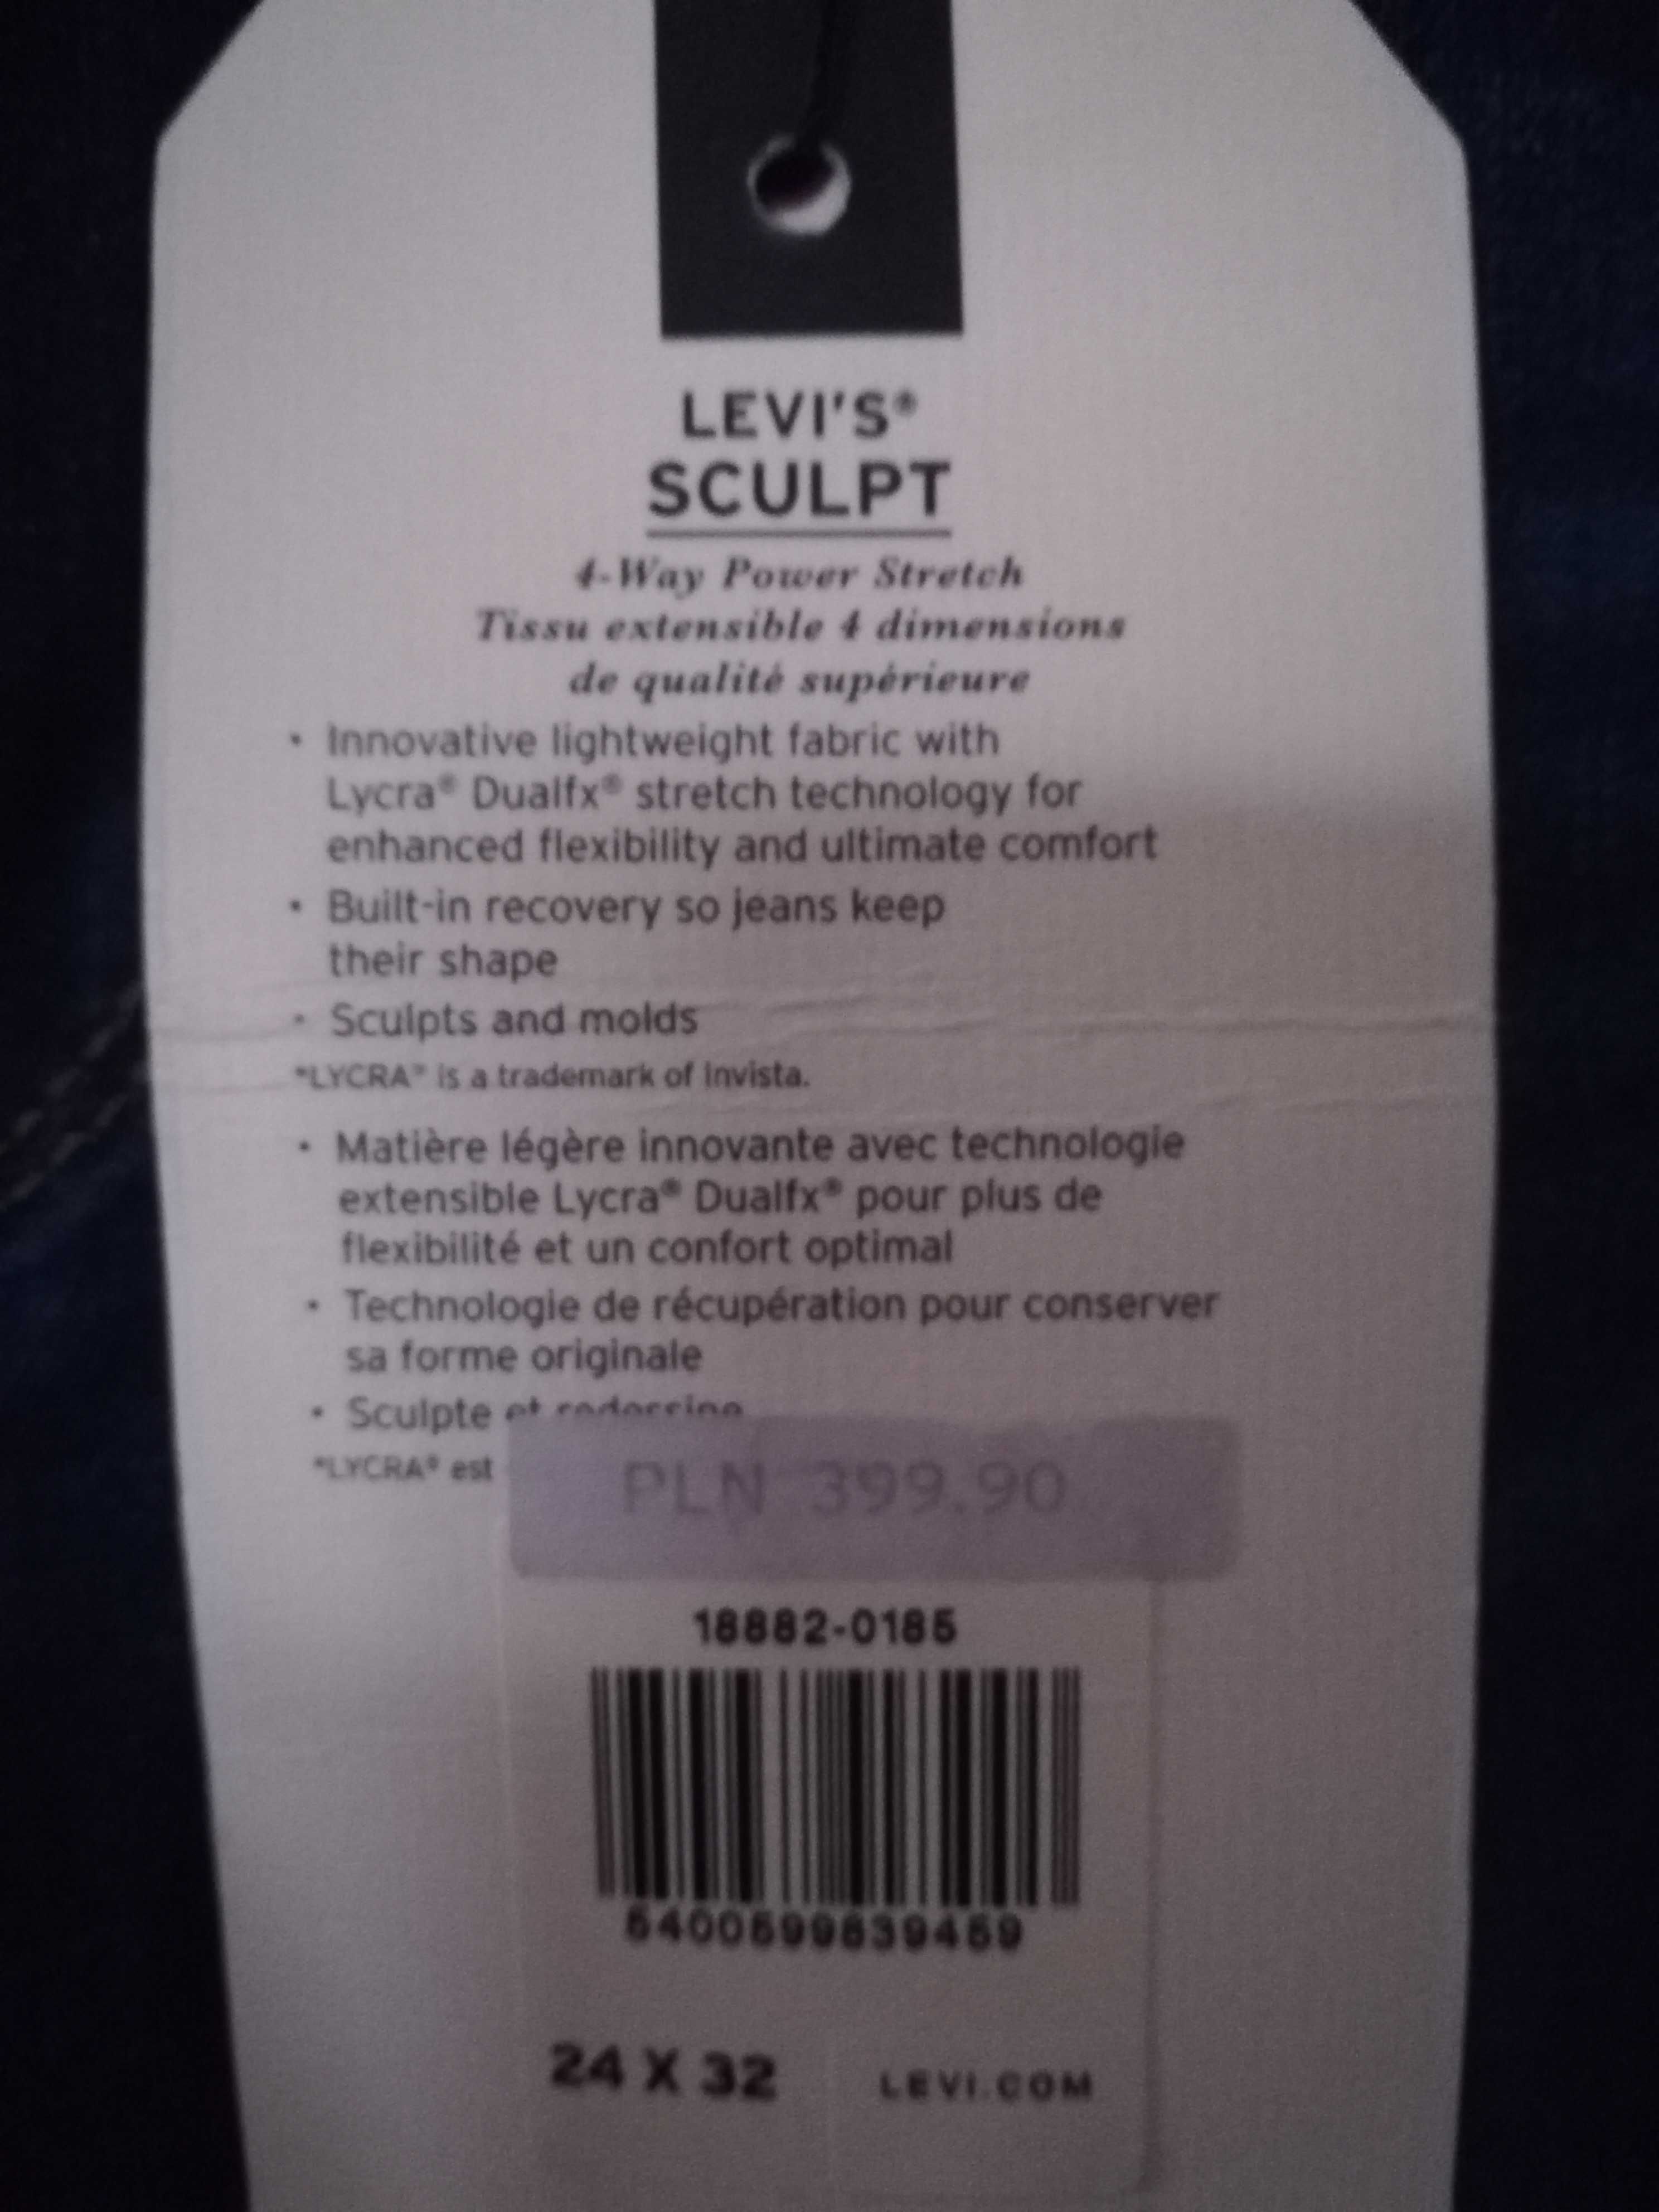 LEVI'S®
SCULPT
4-Way Power Stretch
Tissu extensible 4 dimensions
de qualité supérieure
• Innovative lightweight fabric with
Lycra® Dualfx® stretch technology for
enhanced flexibility and ultimate comfort
• Built-in recovery so jeans keep
their shape
• Sculpts and molds
*LYCRA® is a trademark of Invista.
• Matière légère innovante avec technologie
extensible Lycra® Dualfx® pour plus de
flexibilité et un confort optimal
• Technologie de récupération pour conserver
sa forme originale
• Sculpte et redessine
*LYCRA® est
PLN 399.90
18882-0185
24 X 32
LEVI.COM